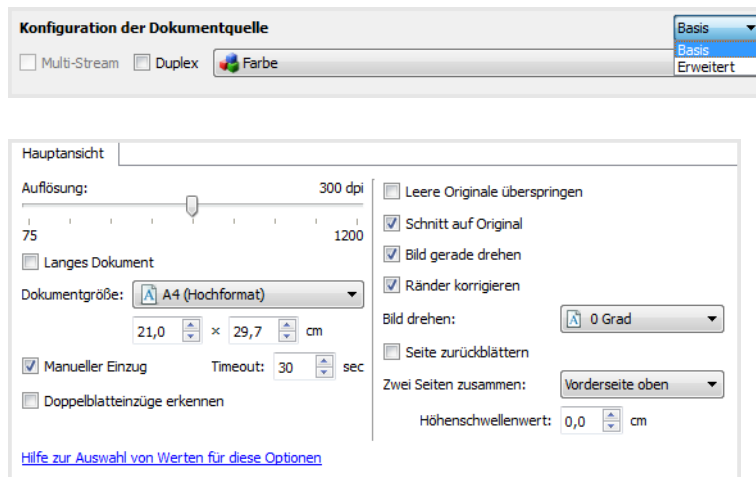 Konfiguration der Dokumentquelle
Basis
Basis
Erweitert
Multi-Stream
Duplex
Farbe
Hauptansicht
Auflösung: 300 dpi
75 1200
Langes Dokument
Dokumentgröße: A4 (Hochformat)
21,0 × 29,7 cm
Manueller Einzug Timeout: 30 sec
Doppelblatteinzüge erkennen
Hilfe zur Auswahl von Werten für diese Optionen
Leere Originale überspringen
Schnitt auf Original
Bild gerade drehen
Ränder korrigieren
Bild drehen: 0 Grad
Seite zurückblättern
Zwei Seiten zusammen: Vorderseite oben
Höhenschwellenwert: 0,0 cm